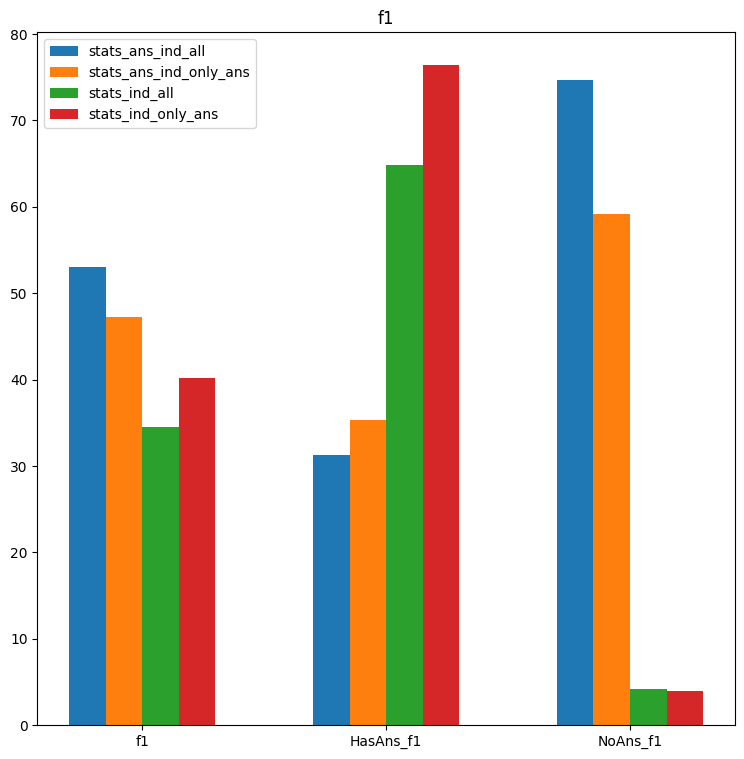 f1
stats_ans_ind_all
stats_ans_ind_only_ans
stats_ind_all
stats_ind_only_ans
80
70
60
50
40
30
20
10
0
f1 HasAns_f1 NoAns_f1